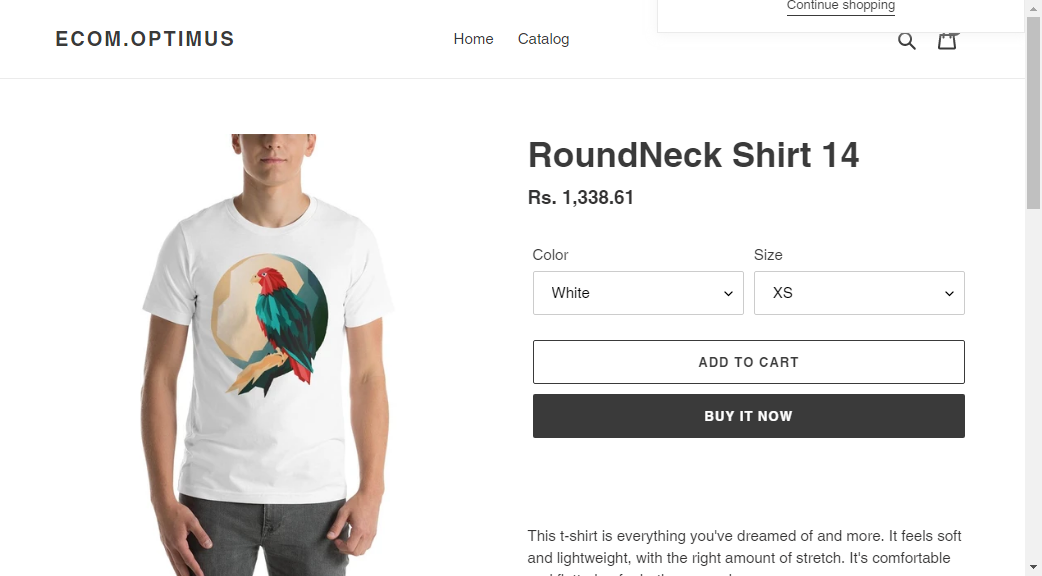 Continue shopping
ECOM.OPTIMUS
Home
Catalog
RoundNeck Shirt 14
Rs. 1,338.61
Color
Size
White
XS
ADD TO CART
BUY IT NOW
This t-shirt is everything you've dreamed of and more. It feels soft
and lightweight, with the right amount of stretch. It's comfortable